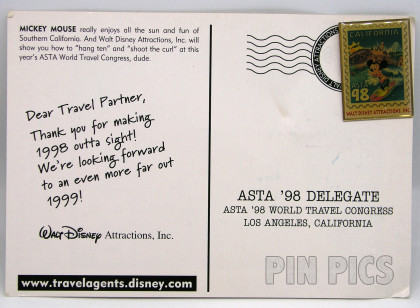 MICKEY MOUSE really enjoys all the sun and fun of
Southern California. And Walt Disney Attractions, Inc. will
show you how to "hang ten" and "shoot the curl" at this
year's ASTA World Travel Congress, dude.
Dear Travel Partner,
Thank you for making
1998 outta sight!
We're looking forward
to an even more far out
1999!
Walt Disney Attractions, Inc.
www.travelagents.disney.com
CALIFORNIA
ASTA
98
WALT DISNEY ATTRACTIONS, INC.
ASTA '98 DELEGATE
ASTA '98 WORLD TRAVEL CONGRESS
LOS ANGELES, CALIFORNIA
PIN PICS